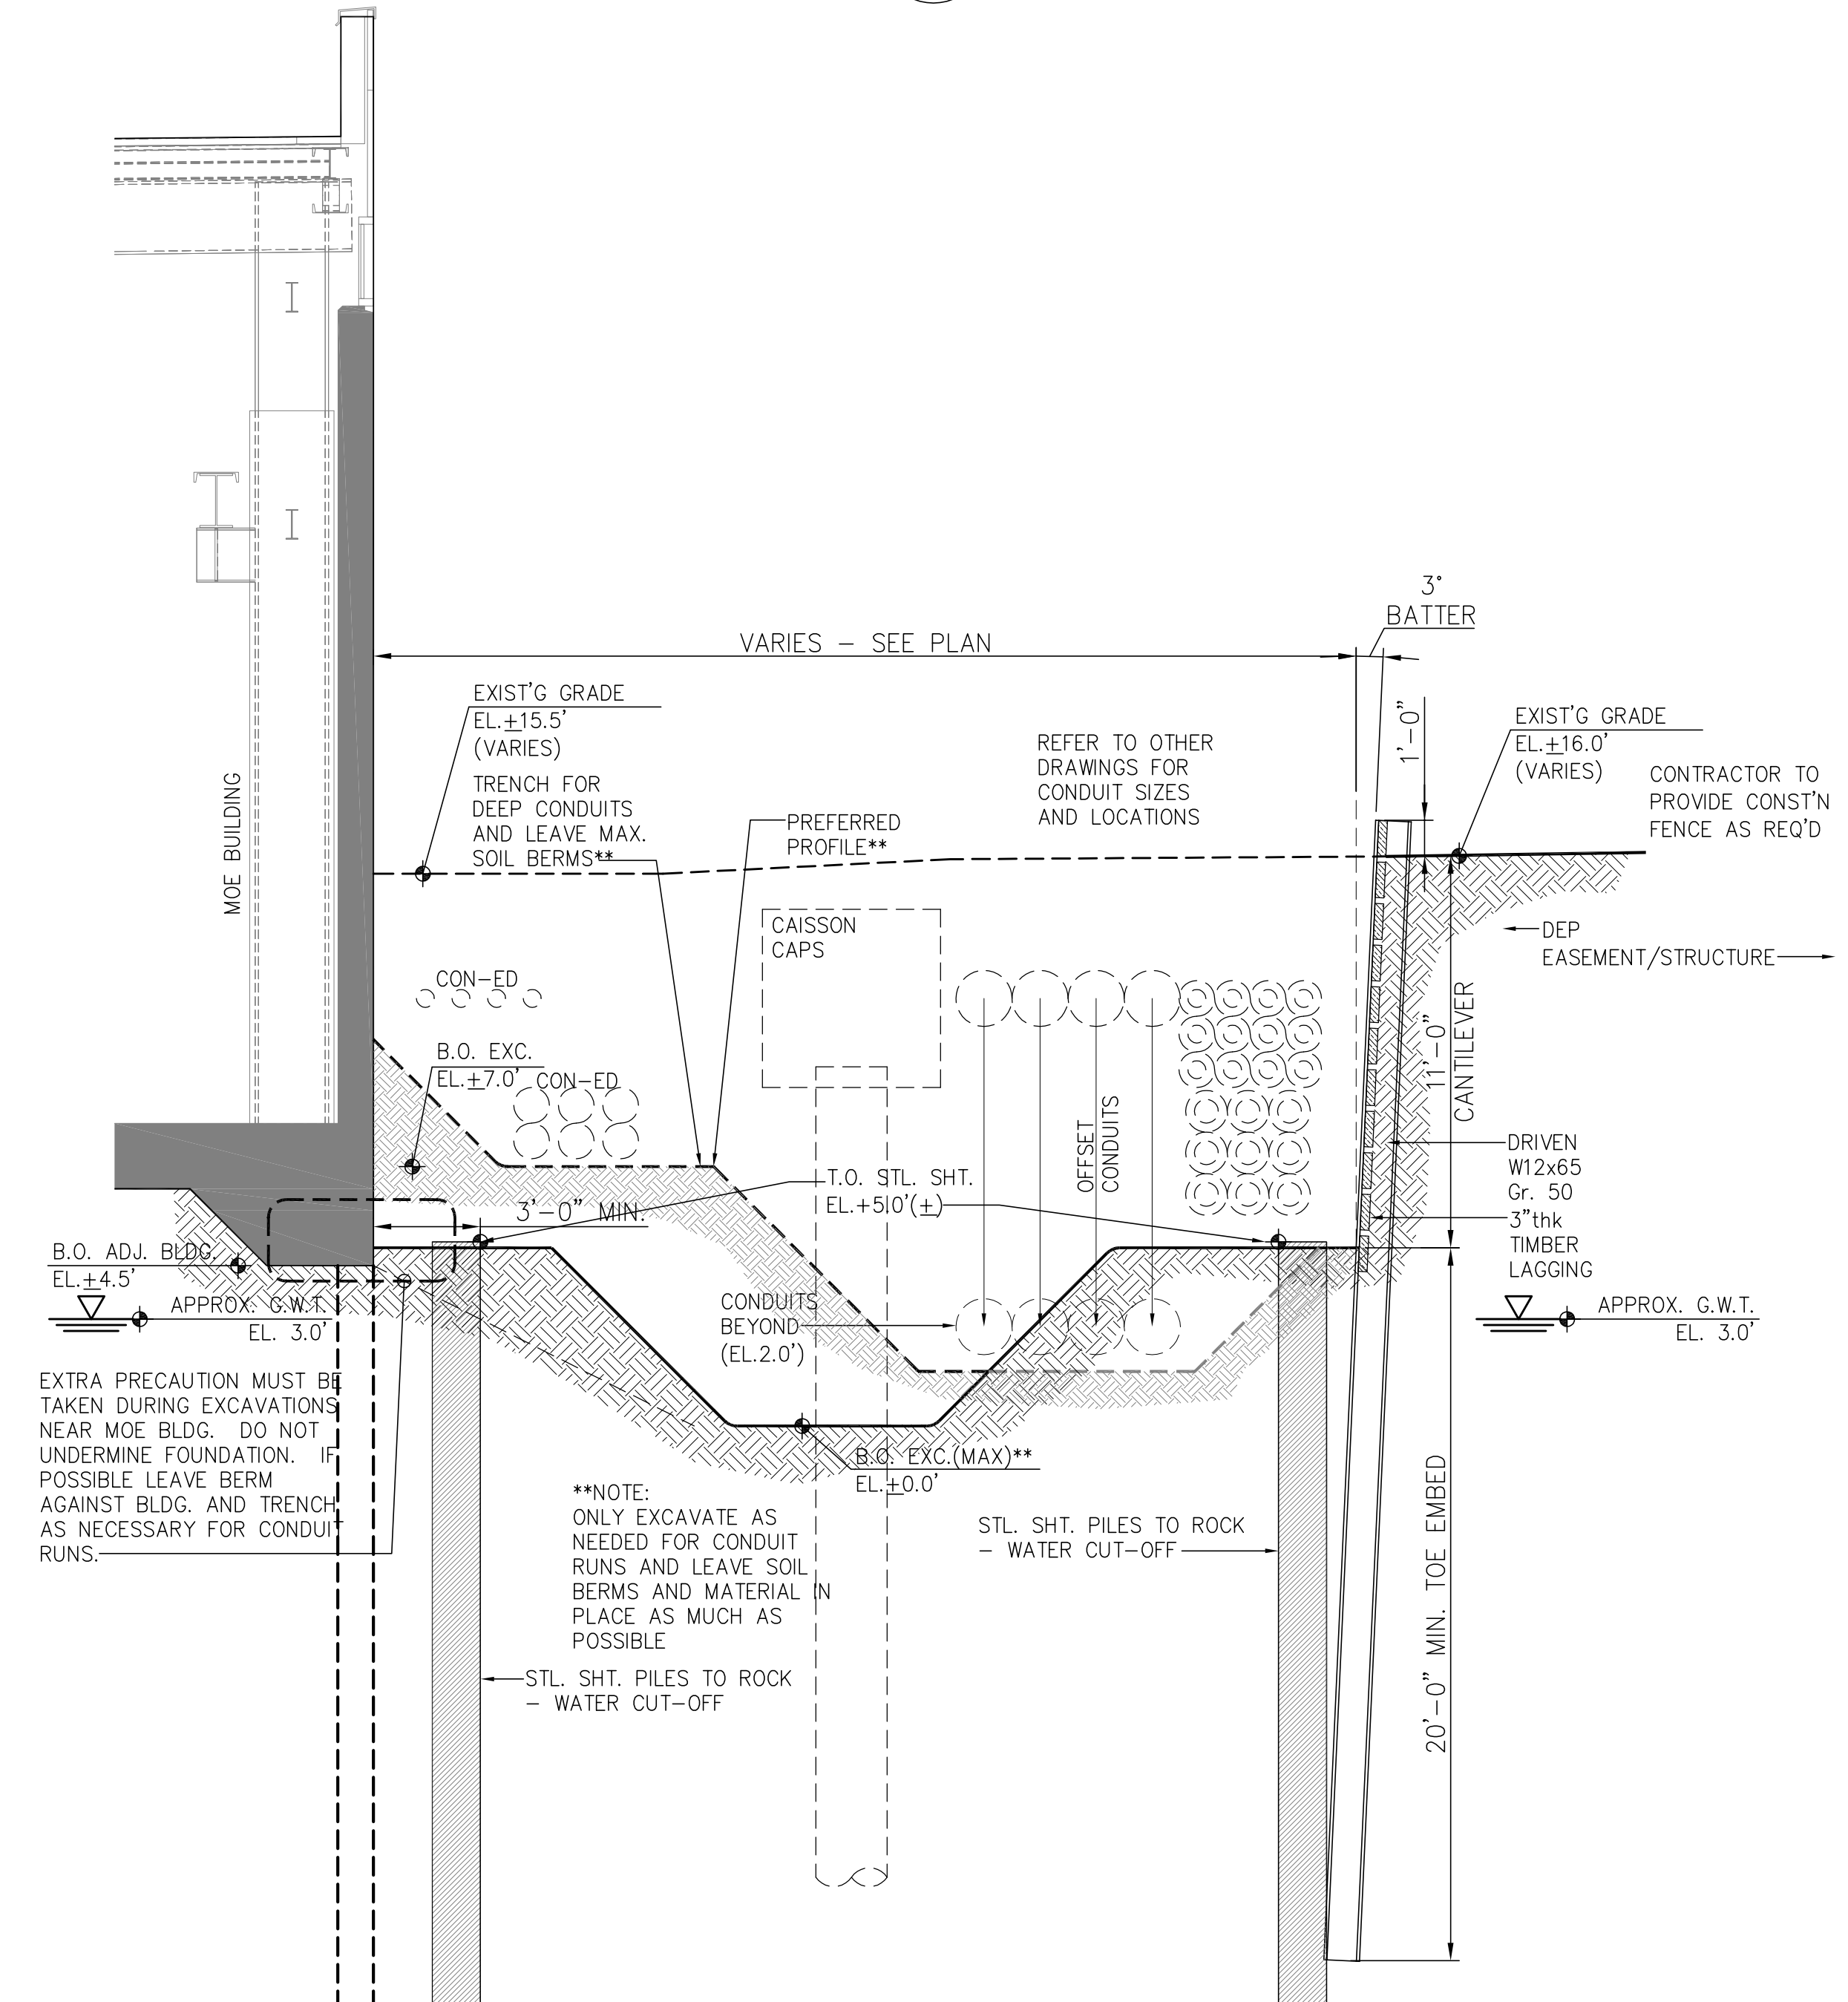 3°
BATTER
VARIES – SEE PLAN
EXIST'G GRADE
EL.±15.5'
(VARIES)
TRENCH FOR
DEEP CONDUITS
AND LEAVE MAX.
SOIL BERMS**
PREFERRED
PROFILE**
REFER TO OTHER
DRAWINGS FOR
CONDUIT SIZES
AND LOCATIONS
1'-0"
EXIST'G GRADE
EL.±16.0'
(VARIES)
CONTRACTOR TO
PROVIDE CONST'N
FENCE AS REQ'D
MOE BUILDING
CAISSON
CAPS
DEP
EASEMENT/STRUCTURE
CON-ED
B.O. EXC.
EL.±7.0'
CON-ED
11'-0"
CANTILEVER
OFFSET
CONDUITS
DRIVEN
W12x65
Gr. 50
3"thk
TIMBER
LAGGING
T.O. STL. SHT.
EL.+5.0'(±)
3'-0" MIN.
B.O. ADJ. BLDG.
EL.±4.5'
APPROX. G.W.T.
EL. 3.0'
CONDUITS
BEYOND
(EL.2.0')
APPROX. G.W.T.
EL. 3.0'
EXTRA PRECAUTION MUST BE
TAKEN DURING EXCAVATIONS
NEAR MOE BLDG. DO NOT
UNDERMINE FOUNDATION. IF
POSSIBLE LEAVE BERM
AGAINST BLDG. AND TRENCH
AS NECESSARY FOR CONDUIT
RUNS.
B.O. EXC.(MAX)**
EL.±0.0'
**NOTE:
ONLY EXCAVATE AS
NEEDED FOR CONDUIT
RUNS AND LEAVE SOIL
BERMS AND MATERIAL IN
PLACE AS MUCH AS
POSSIBLE
STL. SHT. PILES TO ROCK
– WATER CUT-OFF
20'-0" MIN. TOE EMBED
STL. SHT. PILES TO ROCK
– WATER CUT-OFF